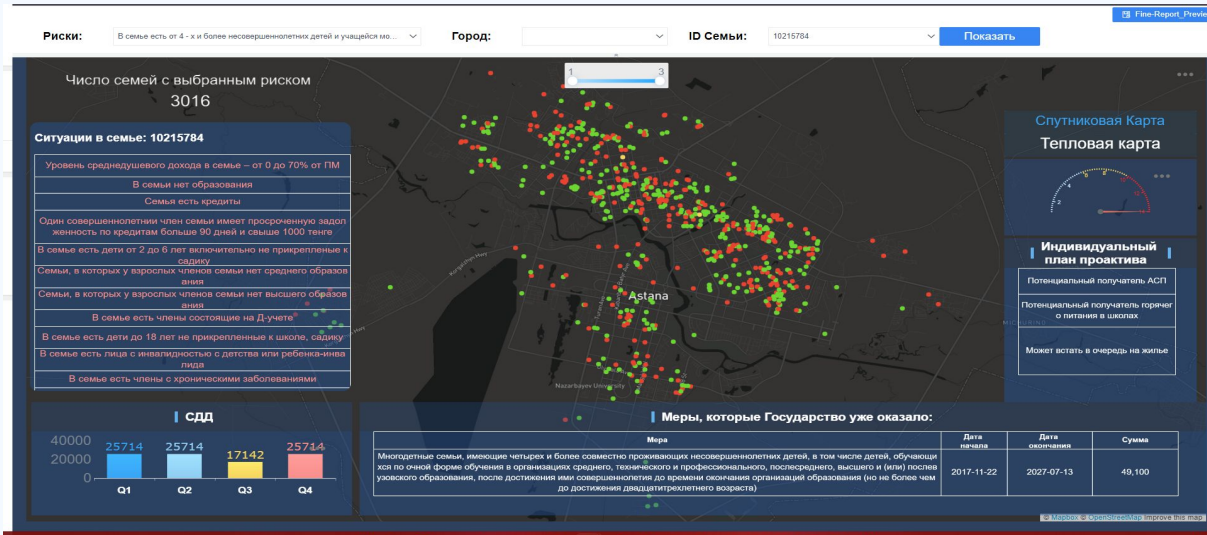 Fine-Report_Previe
Риски:
В семье есть от 4 - х и более несовершеннолетних детей и учащейся мо...
Город:
ID Семьи:
10215784
Показать
Число семей с выбранным риском
3016
1
3
Ситуации в семье: 10215784
Уровень среднедушевого дохода в семье – от 0 до 70% от ПМ
В семьи нет образования
Семья есть кредиты
Один совершеннолетнии член семьи имеет просроченную задол
женность по кредитам больше 90 дней и свыше 1000 тенге
В семье есть дети от 2 до 6 лет включительно не прикрепленые к
садику
Семьи, в которых у взрослых членов семьи нет среднего образов
ания
Семьи, в которых у взрослых членов семьи нет высшего образов
ания
В семье есть члены состоящие на Д-учете
В семье есть дети до 18 лет не прикрепленные к школе, садику
В семье есть лица с инвалидностью с детства или ребенка-инва
лида
В семье есть члены с хроническими заболеваниями
Astana
Nazarbayev University
Спутниковая Карта
Тепловая карта
2
4
6
8
Индивидуальный
план проактива
Потенциальный получатель АСП
Потенциальный получатель горячег
о питания в школах
Может встать в очередь на жилье
СДД
40000
20000
0
25714
25714
17142
25714
Q1
Q2
Q3
Q4
Меры, которые Государство уже оказало:
Мера
Дата
начала
Дата
окончания
Сумма
Многодетные семьи, имеющие четырех и более совместно проживающих несовершеннолетних детей, в том числе детей, обучающи
хся по очной форме обучения в организациях среднего, технического и профессионального, послесреднего, высшего и (или) послев
узовского образования, после достижения ими совершеннолетия до времени окончания организаций образования (но не более чем
до достижения двадцатитрехлетнего возраста)
2017-11-22
2027-07-13
49,100
© Mapbox © OpenStreetMap Improve this map